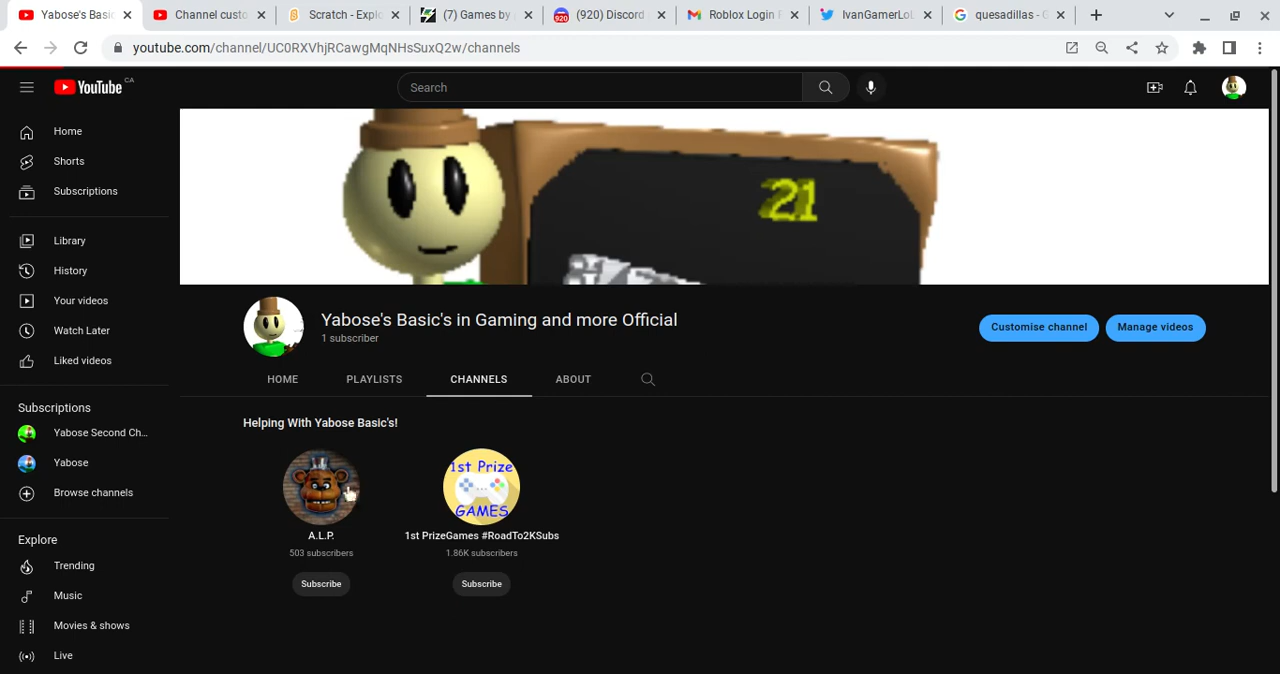 Yabose's Basic
Channel custo
Scratch - Explo
(7) Games by
(920) Discord
Roblox Login
IvanGamerLoL
quesadillas - G
youtube.com/channel/UC0RXVhjRCawgMqNHsSuxQ2w/channels
YouTube CA
Search
Home
Shorts
Subscriptions
Library
History
Your videos
Watch Later
Liked videos
Subscriptions
Yabose Second Ch...
Yabose
Browse channels
Explore
Trending
Music
Movies & shows
Live
21
Yabose's Basic's in Gaming and more Official
1 subscriber
Customise channel
Manage videos
HOME
PLAYLISTS
CHANNELS
ABOUT
Helping With Yabose Basic's!
1st Prize
GAMES
A.L.P.
503 subscribers
Subscribe
1st PrizeGames #RoadTo2KSubs
1.86K subscribers
Subscribe